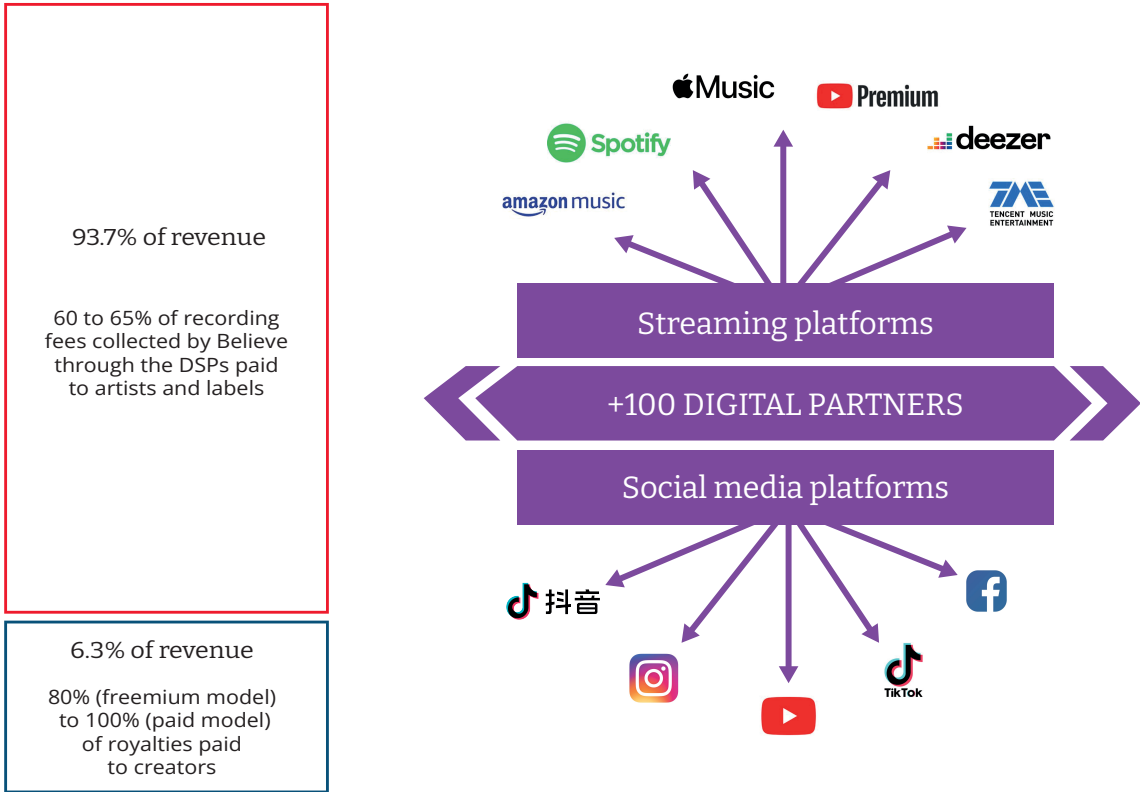 93.7% of revenue
60 to 65% of recording
fees collected by Believe
through the DSPs paid
to artists and labels
6.3% of revenue
80% (freemium model)
to 100% (paid model)
of royalties paid
to creators
Music
Premium
Spotify
deezer
amazon music
TME
TENCENT MUSIC
ENTERTAINMENT
Streaming platforms
+100 DIGITAL PARTNERS
Social media platforms
抖音
TikTok